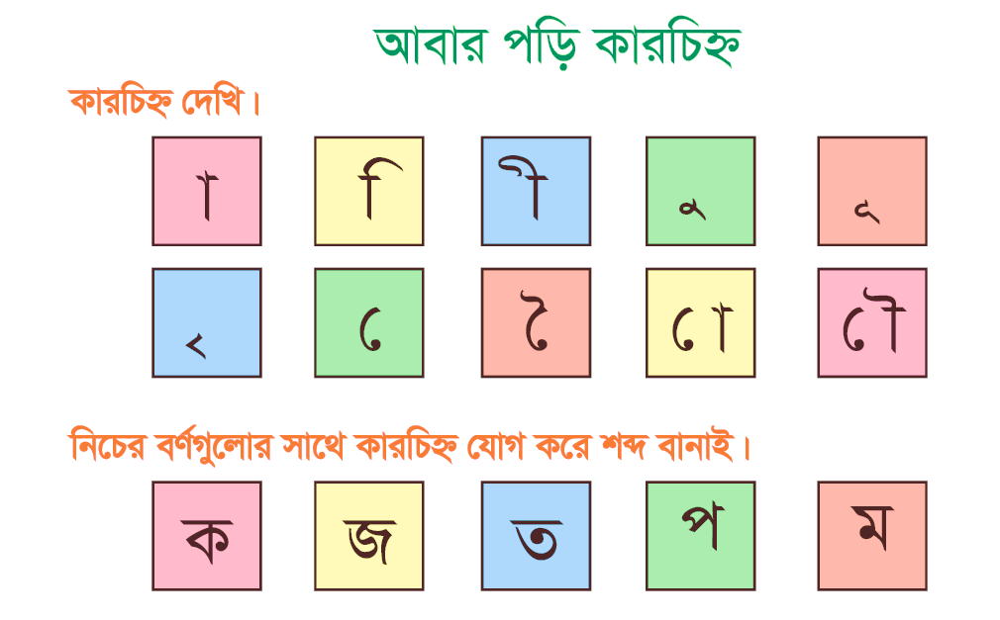 আবার পড়ি কারচিহ্ন
কারচিহ্ন দেখি।
া ি ী ু ূ
ৃ ে ৈ ো ৌ
নিচের বর্ণগুলোর সাথে কারচিহ্ন যোগ করে শব্দ বানাই।
ক জ ত প ম